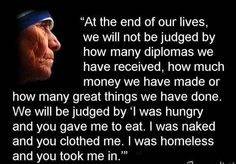 “At the end of our lives,
we will not be judged by
how many diplomas we
have received, how much
money we have made or
how many great things we have done.
We will be judged by ‘I was hungry
and you gave me to eat. I was naked
and you clothed me. I was homeless
and you took me in.’”